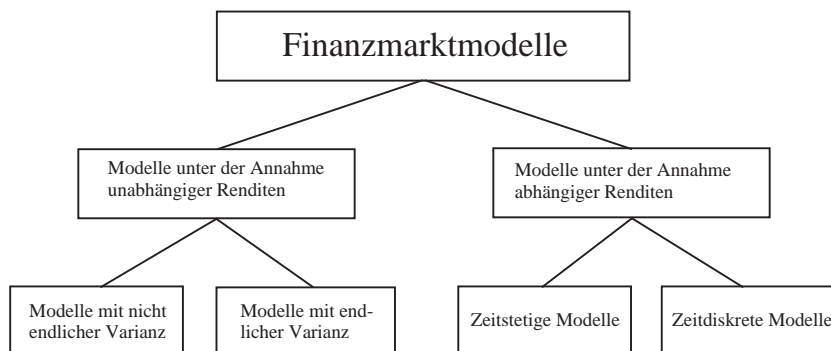 Finanzmarktmodelle
Modelle unter der Annahme
unabhängiger Renditen
Modelle unter der Annahme
abhängiger Renditen
Modelle mit nicht
endlicher Varianz
Modelle mit end-
licher Varianz
Zeitstetige Modelle
Zeitdiskrete Modelle